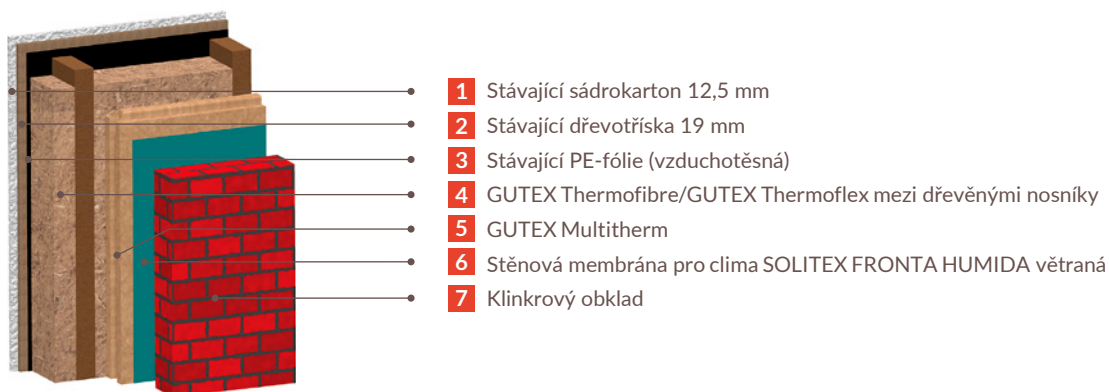 1 Stávající sádrokarton 12,5 mm
2 Stávající dřevotříska 19 mm
3 Stávající PE-fólie (vzduchotěsná)
4 GUTEX Thermofibre/GUTEX Thermoflex mezi dřevěnými nosníky
5 GUTEX Multitherm
6 Stěnová membrána pro clima SOLITEX FRONTA HUMIDA větraná
7 Klinkrový obklad